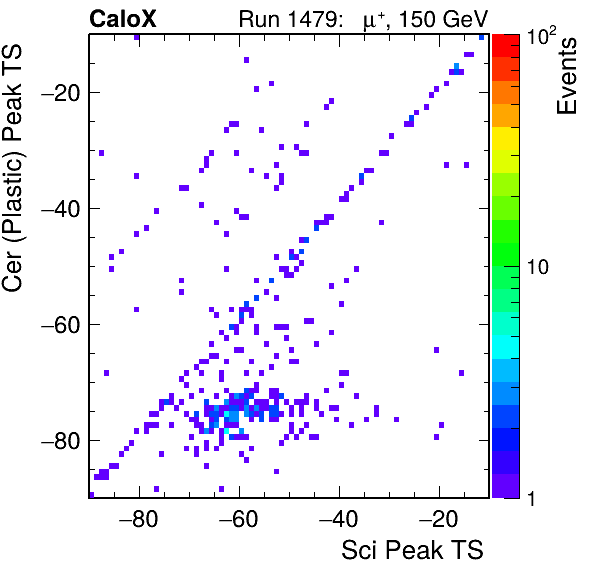 CaloX Run 1479: μ⁺, 150 GeV
10²
10
1
Events
Cer (Plastic) Peak TS
−20
−40
−60
−80
−80 −60 −40 −20
Sci Peak TS